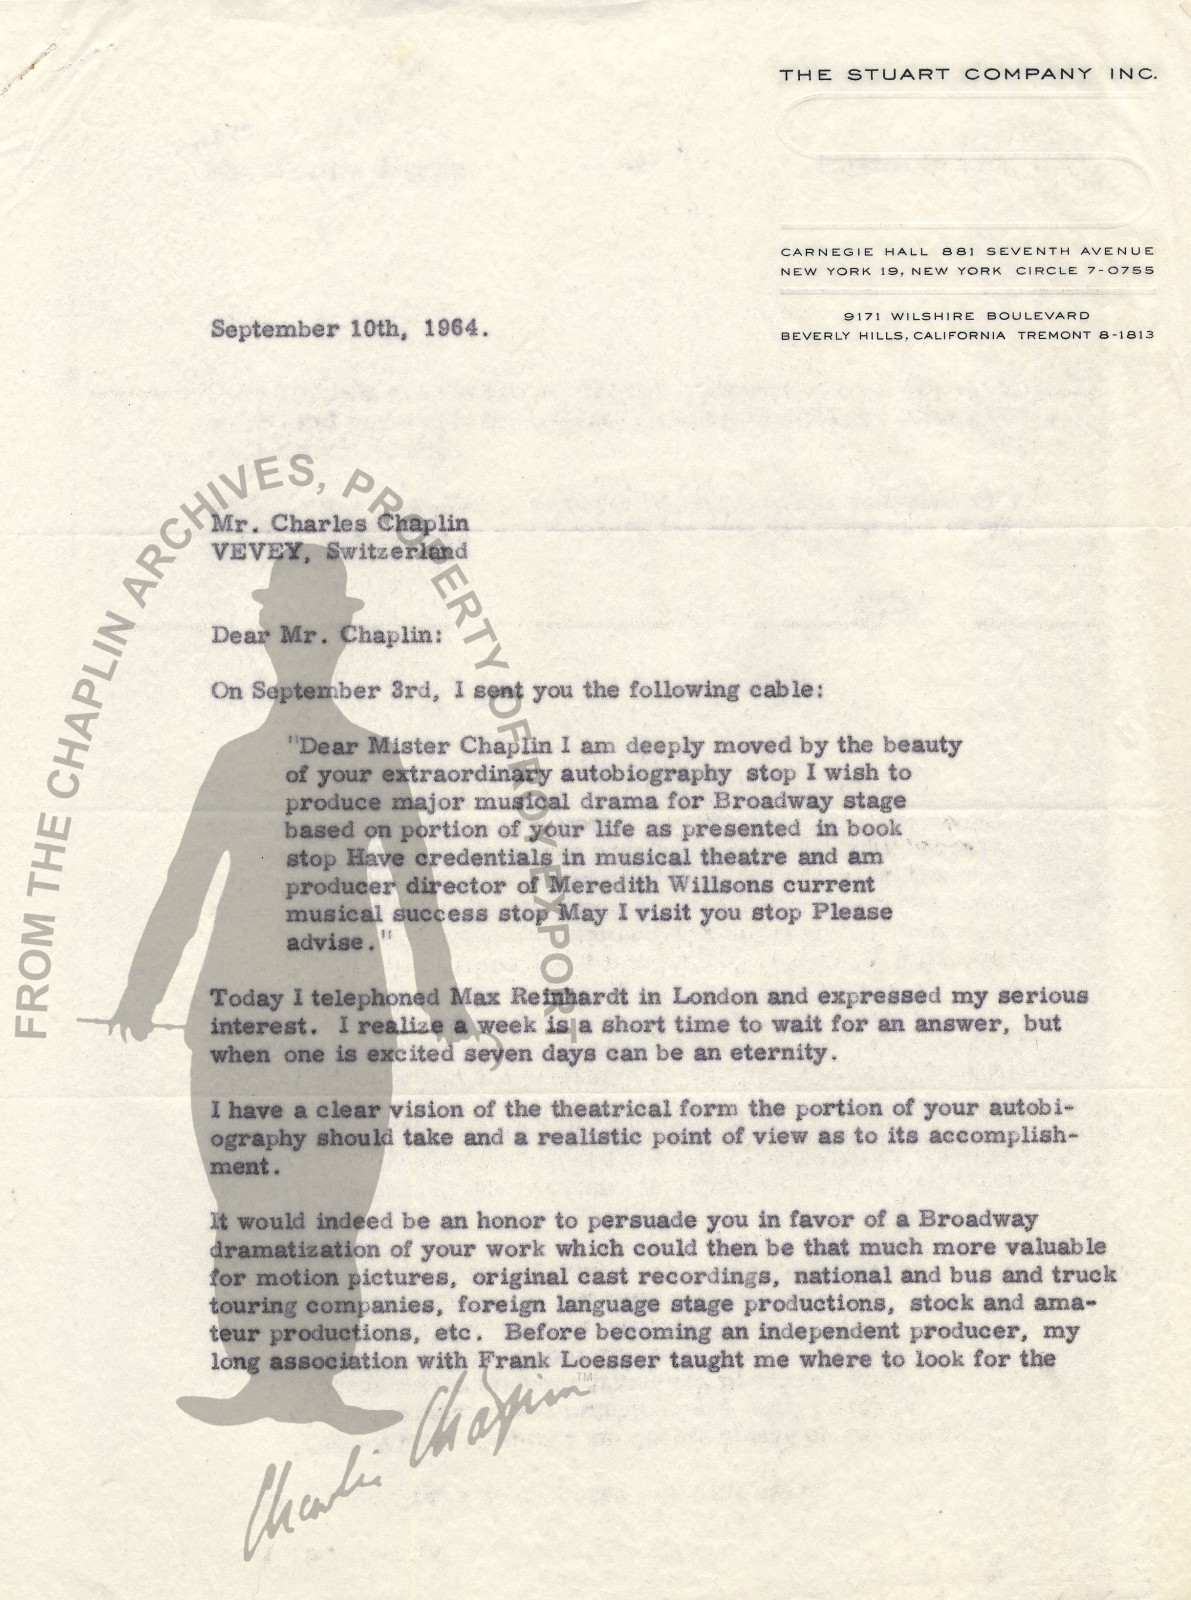 THE STUART COMPANY INC.
CARNEGIE HALL 881 SEVENTH AVENUE
NEW YORK 19, NEW YORK CIRCLE 7-0755
9171 WILSHIRE BOULEVARD
BEVERLY HILLS, CALIFORNIA TREMONT 8-1813
September 10th, 1964.
FROM THE CHAPLIN ARCHIVES, PROPERTY OF ROY EXPORT
Mr. Charles Chaplin
VEVEY, Switzerland
Dear Mr. Chaplin:
On September 3rd, I sent you the following cable:
"Dear Mister Chaplin I am deeply moved by the beauty
of your extraordinary autobiography stop I wish to
produce major musical drama for Broadway stage
based on portion of your life as presented in book
stop Have credentials in musical theatre and am
producer director of Meredith Willsons current
musical success stop May I visit you stop Please
advise."
Today I telephoned Max Reinhardt in London and expressed my serious
interest. I realize a week is a short time to wait for an answer, but
when one is excited seven days can be an eternity.
I have a clear vision of the theatrical form the portion of your autobi-
ography should take and a realistic point of view as to its accomplish-
ment.
It would indeed be an honor to persuade you in favor of a Broadway
dramatization of your work which could then be that much more valuable
for motion pictures, original cast recordings, national and bus and truck
touring companies, foreign language stage productions, stock and ama-
teur productions, etc. Before becoming an independent producer, my
long association with Frank Loesser taught me where to look for the
Charlie Chaplin™